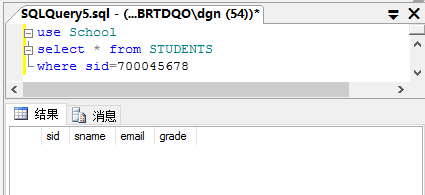 SQLQuery5.sql - (...BRTDQO\dgn (54))*
use School
select * from STUDENTS
where sid=700045678
结果 消息
sid sname email grade